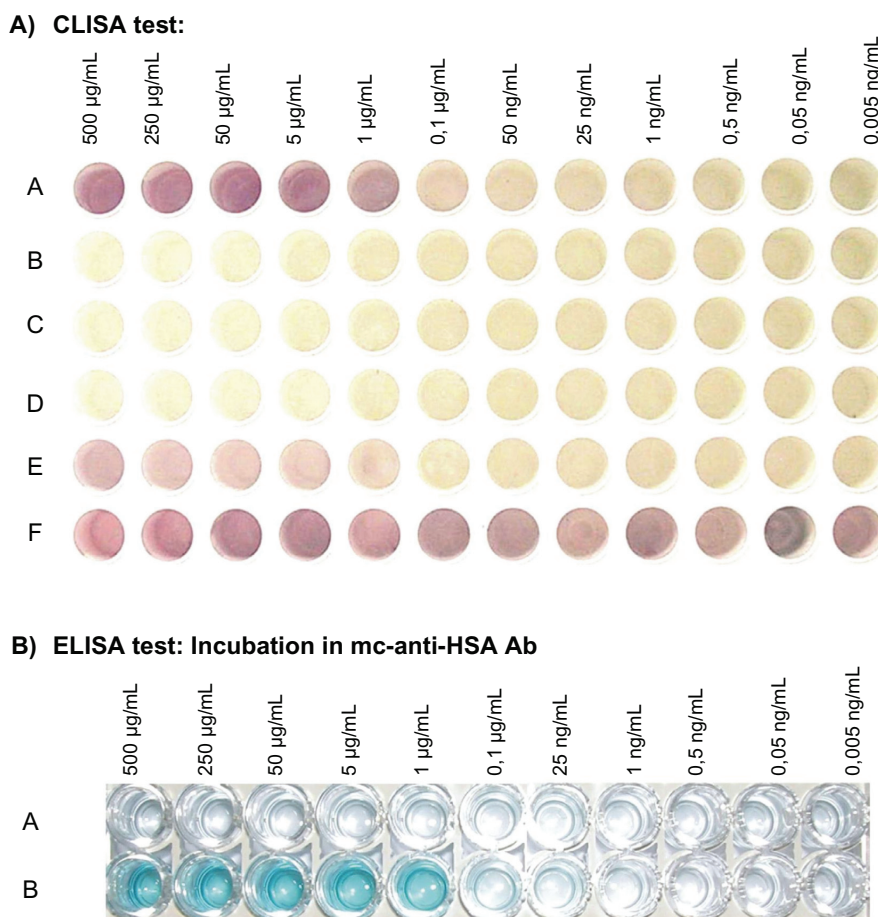 A) CLISA test:
500 µg/mL
250 µg/mL
50 µg/mL
5 µg/mL
1 µg/mL
0,1 µg/mL
50 ng/mL
25 ng/mL
1 ng/mL
0,5 ng/mL
0,05 ng/mL
0,005 ng/mL
A
B
C
D
E
F
B) ELISA test: Incubation in mc-anti-HSA Ab
500 µg/mL
250 µg/mL
50 µg/mL
5 µg/mL
1 µg/mL
0,1 µg/mL
25 ng/mL
1 ng/mL
0,5 ng/mL
0,05 ng/mL
0,005 ng/mL
A
B